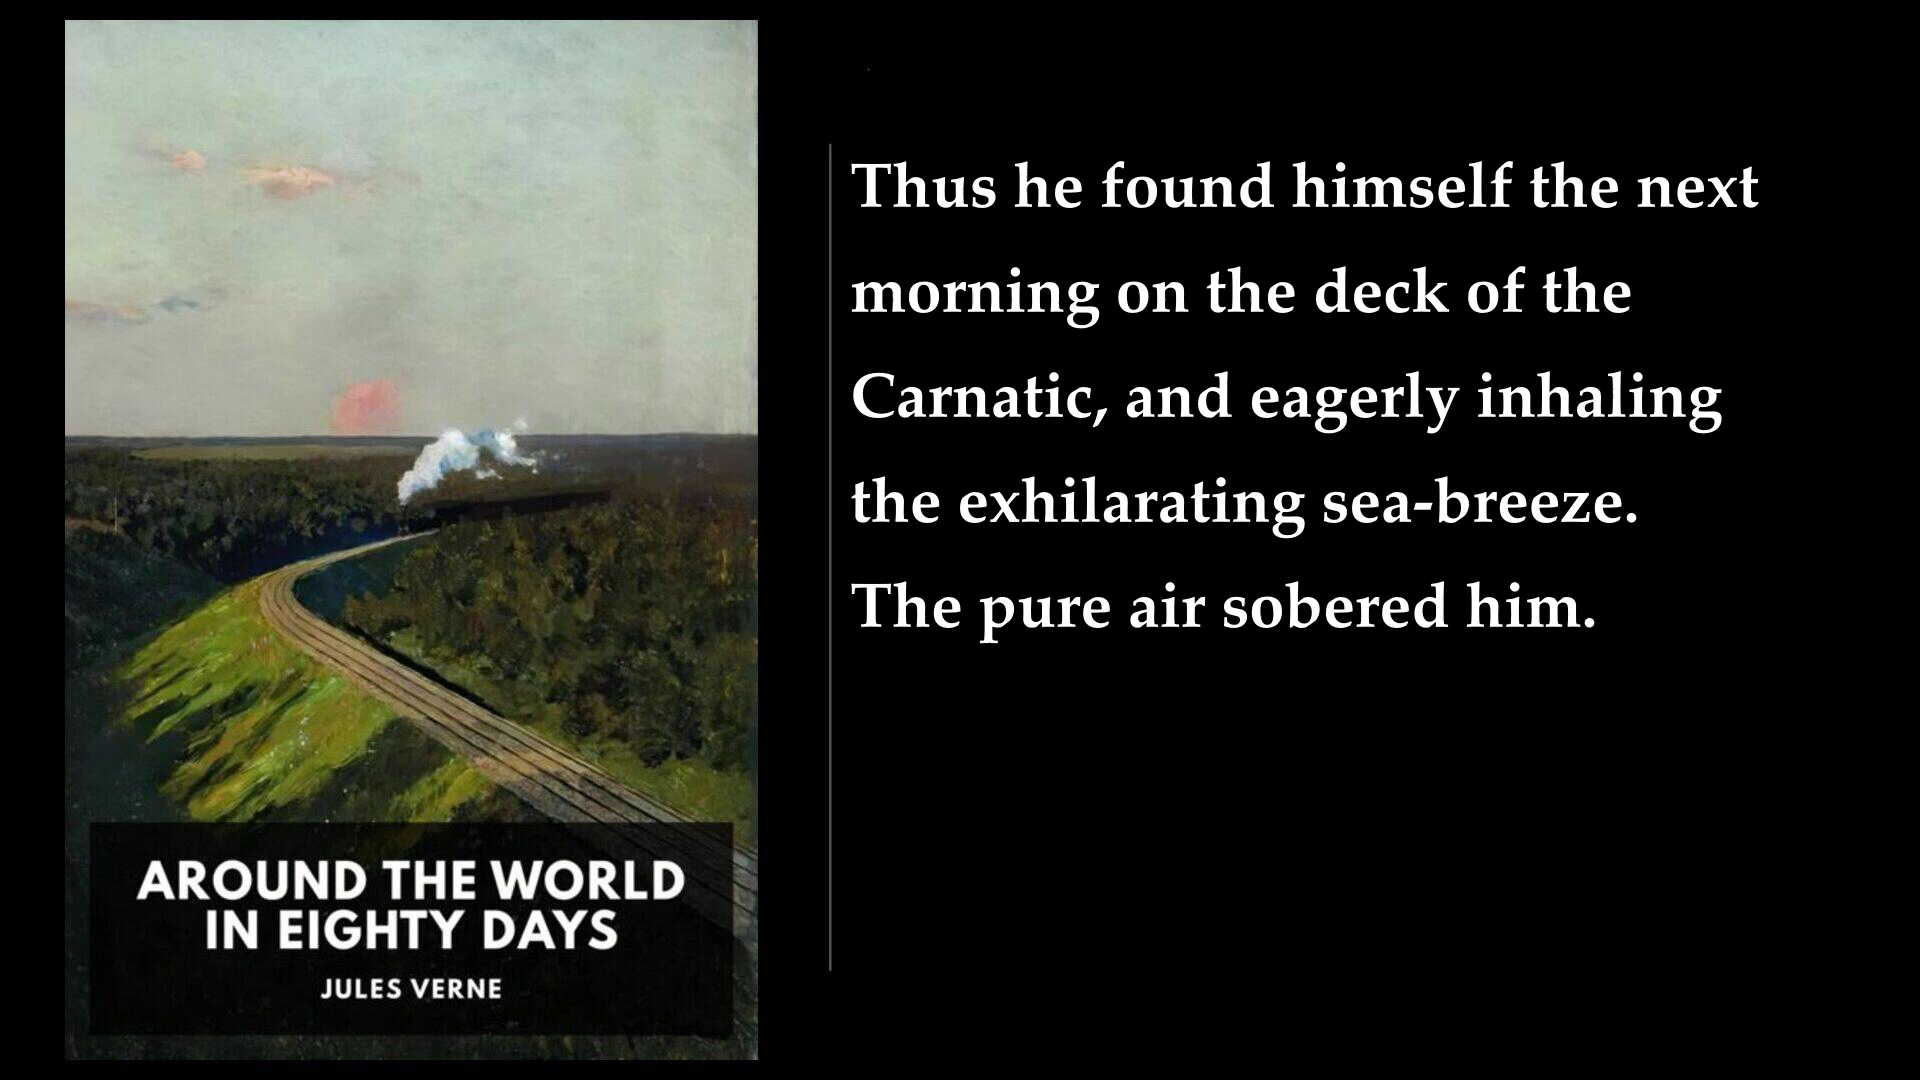 Thus he found himself the next
morning on the deck of the
Carnatic, and eagerly inhaling
the exhilarating sea-breeze.
The pure air sobered him.
AROUND THE WORLD
IN EIGHTY DAYS
JULES VERNE